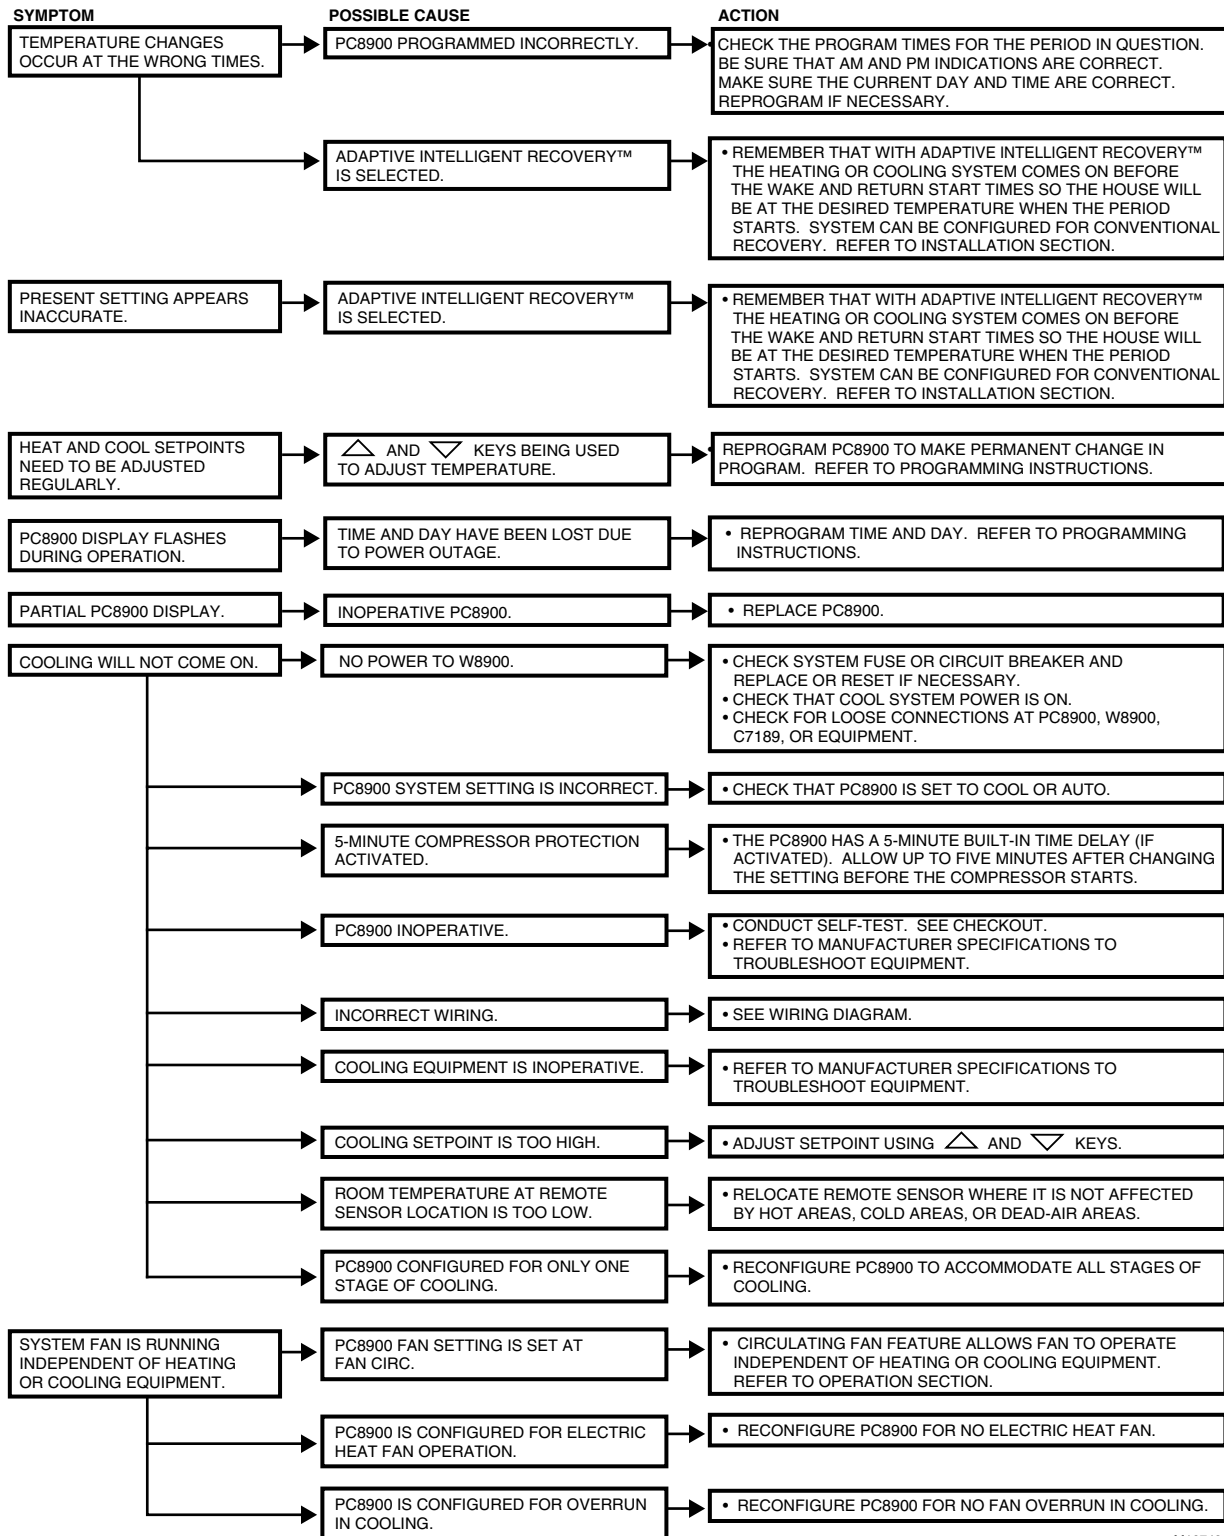 SYMPTOM
POSSIBLE CAUSE
ACTION
TEMPERATURE CHANGES
OCCUR AT THE WRONG TIMES.
PC8900 PROGRAMMED INCORRECTLY.
CHECK THE PROGRAM TIMES FOR THE PERIOD IN QUESTION.
BE SURE THAT AM AND PM INDICATIONS ARE CORRECT.
MAKE SURE THE CURRENT DAY AND TIME ARE CORRECT.
REPROGRAM IF NECESSARY.
ADAPTIVE INTELLIGENT RECOVERY™
IS SELECTED.
• REMEMBER THAT WITH ADAPTIVE INTELLIGENT RECOVERY™
THE HEATING OR COOLING SYSTEM COMES ON BEFORE
THE WAKE AND RETURN START TIMES SO THE HOUSE WILL
BE AT THE DESIRED TEMPERATURE WHEN THE PERIOD
STARTS. SYSTEM CAN BE CONFIGURED FOR CONVENTIONAL
RECOVERY. REFER TO INSTALLATION SECTION.
PRESENT SETTING APPEARS
INACCURATE.
ADAPTIVE INTELLIGENT RECOVERY™
IS SELECTED.
• REMEMBER THAT WITH ADAPTIVE INTELLIGENT RECOVERY™
THE HEATING OR COOLING SYSTEM COMES ON BEFORE
THE WAKE AND RETURN START TIMES SO THE HOUSE WILL
BE AT THE DESIRED TEMPERATURE WHEN THE PERIOD
STARTS. SYSTEM CAN BE CONFIGURED FOR CONVENTIONAL
RECOVERY. REFER TO INSTALLATION SECTION.
HEAT AND COOL SETPOINTS
NEED TO BE ADJUSTED
REGULARLY.
△ AND ▽ KEYS BEING USED
TO ADJUST TEMPERATURE.
REPROGRAM PC8900 TO MAKE PERMANENT CHANGE IN
PROGRAM. REFER TO PROGRAMMING INSTRUCTIONS.
PC8900 DISPLAY FLASHES
DURING OPERATION.
TIME AND DAY HAVE BEEN LOST DUE
TO POWER OUTAGE.
• REPROGRAM TIME AND DAY. REFER TO PROGRAMMING
INSTRUCTIONS.
PARTIAL PC8900 DISPLAY.
INOPERATIVE PC8900.
• REPLACE PC8900.
COOLING WILL NOT COME ON.
NO POWER TO W8900.
• CHECK SYSTEM FUSE OR CIRCUIT BREAKER AND
REPLACE OR RESET IF NECESSARY.
• CHECK THAT COOL SYSTEM POWER IS ON.
• CHECK FOR LOOSE CONNECTIONS AT PC8900, W8900,
C7189, OR EQUIPMENT.
PC8900 SYSTEM SETTING IS INCORRECT.
• CHECK THAT PC8900 IS SET TO COOL OR AUTO.
5-MINUTE COMPRESSOR PROTECTION
ACTIVATED.
• THE PC8900 HAS A 5-MINUTE BUILT-IN TIME DELAY (IF
ACTIVATED). ALLOW UP TO FIVE MINUTES AFTER CHANGING
THE SETTING BEFORE THE COMPRESSOR STARTS.
PC8900 INOPERATIVE.
• CONDUCT SELF-TEST. SEE CHECKOUT.
• REFER TO MANUFACTURER SPECIFICATIONS TO
TROUBLESHOOT EQUIPMENT.
INCORRECT WIRING.
• SEE WIRING DIAGRAM.
COOLING EQUIPMENT IS INOPERATIVE.
• REFER TO MANUFACTURER SPECIFICATIONS TO
TROUBLESHOOT EQUIPMENT.
COOLING SETPOINT IS TOO HIGH.
• ADJUST SETPOINT USING △ AND ▽ KEYS.
ROOM TEMPERATURE AT REMOTE
SENSOR LOCATION IS TOO LOW.
• RELOCATE REMOTE SENSOR WHERE IT IS NOT AFFECTED
BY HOT AREAS, COLD AREAS, OR DEAD-AIR AREAS.
PC8900 CONFIGURED FOR ONLY ONE
STAGE OF COOLING.
• RECONFIGURE PC8900 TO ACCOMMODATE ALL STAGES OF
COOLING.
SYSTEM FAN IS RUNNING
INDEPENDENT OF HEATING
OR COOLING EQUIPMENT.
PC8900 FAN SETTING IS SET AT
FAN CIRC.
• CIRCULATING FAN FEATURE ALLOWS FAN TO OPERATE
INDEPENDENT OF HEATING OR COOLING EQUIPMENT.
REFER TO OPERATION SECTION.
PC8900 IS CONFIGURED FOR ELECTRIC
HEAT FAN OPERATION.
• RECONFIGURE PC8900 FOR NO ELECTRIC HEAT FAN.
PC8900 IS CONFIGURED FOR OVERRUN
IN COOLING.
• RECONFIGURE PC8900 FOR NO FAN OVERRUN IN COOLING.